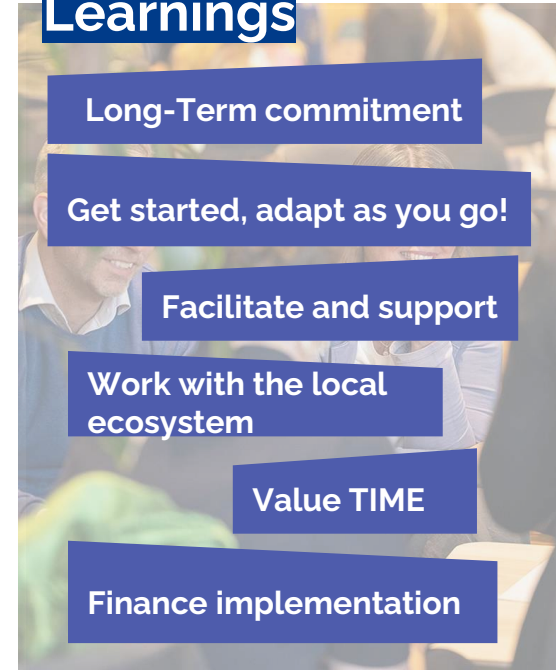 Learnings
Long-Term commitment
Get started, adapt as you go!
Facilitate and support
Work with the local
ecosystem
Value TIME
Finance implementation